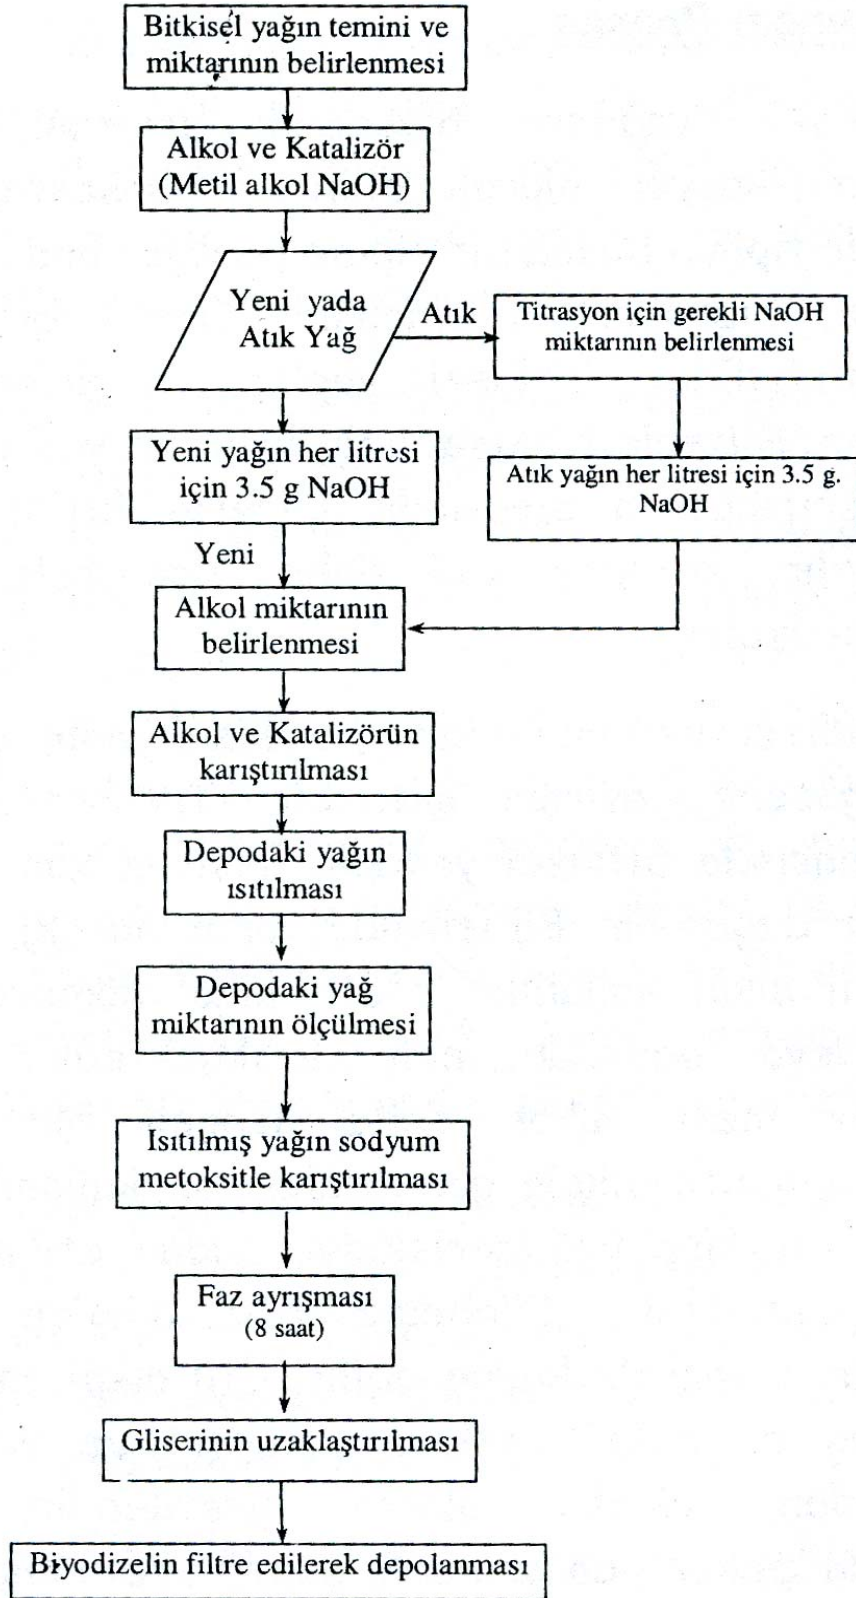 Bitkisel yağın temini ve
miktarının belirlenmesi
Alkol ve Katalizör
(Metil alkol NaOH)
Yeni yada
Atık Yağ
Atık
Titrasyon için gerekli NaOH
miktarının belirlenmesi
Yeni yağın her litresi
için 3.5 g NaOH
Atık yağın her litresi için 3.5 g.
NaOH
Yeni
Alkol miktarının
belirlenmesi
Alkol ve Katalizörün
karıştırılması
Depodaki yağın
ısıtılması
Depodaki yağ
miktarının ölçülmesi
Isıtılmış yağın sodyum
metoksitle karıştırılması
Faz ayrışması
(8 saat)
Gliserinin uzaklaştırılması
Biyodizelin filtre edilerek depolanması